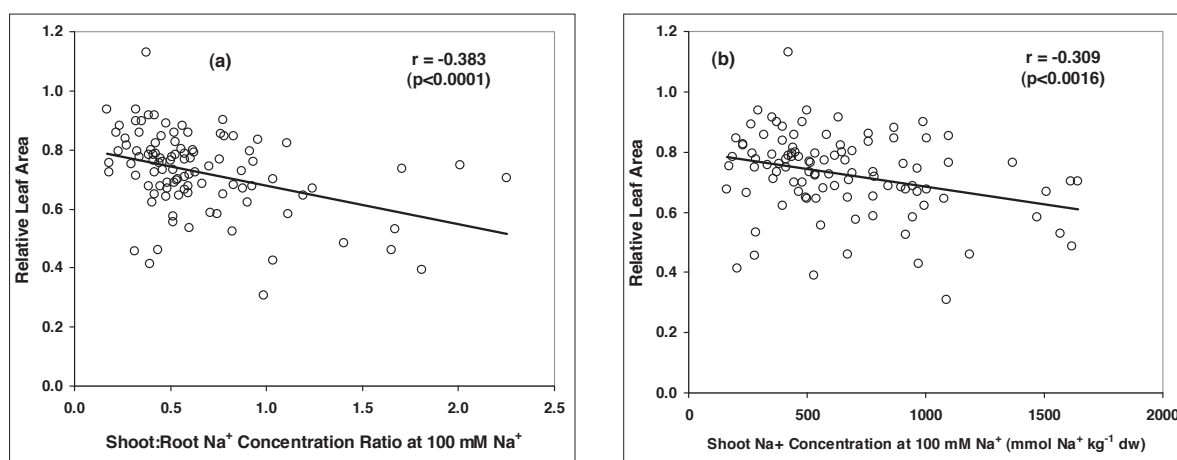 (a)
r = -0.383
(p<0.0001)
Relative Leaf Area
1.2
1.0
0.8
0.6
0.4
0.2
0.0
0.0 0.5 1.0 1.5 2.0 2.5
Shoot:Root Na⁺ Concentration Ratio at 100 mM Na⁺
(b)
r = -0.309
(p<0.0016)
Relative Leaf Area
1.2
1.0
0.8
0.6
0.4
0.2
0.0
0 500 1000 1500 2000
Shoot Na+ Concentration at 100 mM Na⁺ (mmol Na⁺ kg⁻¹ dw)